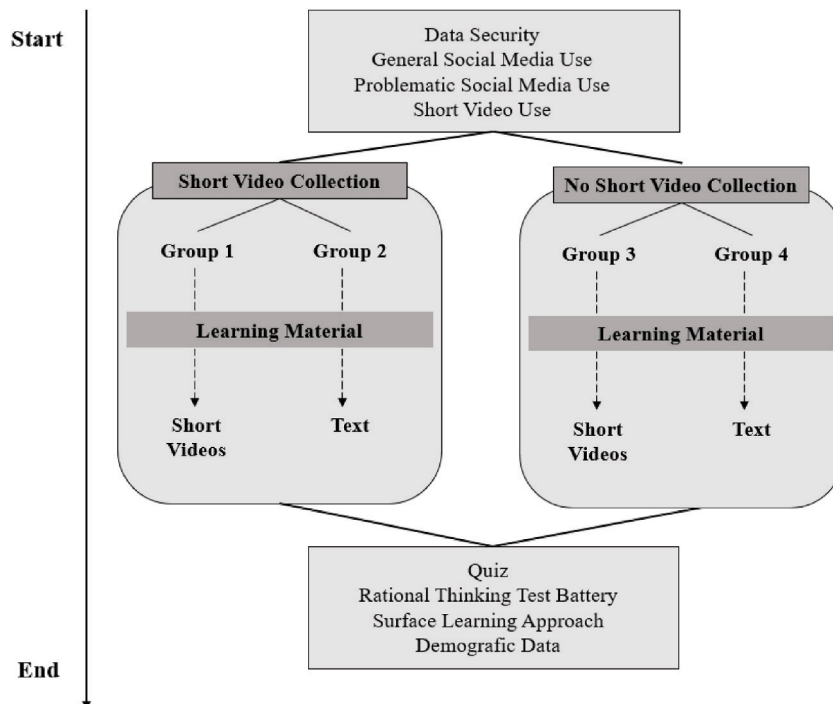 Start
Data Security
General Social Media Use
Problematic Social Media Use
Short Video Use
Short Video Collection
No Short Video Collection
Group 1
Group 2
Group 3
Group 4
Learning Material
Learning Material
Short
Videos
Text
Short
Videos
Text
Quiz
Rational Thinking Test Battery
Surface Learning Approach
Demografic Data
End